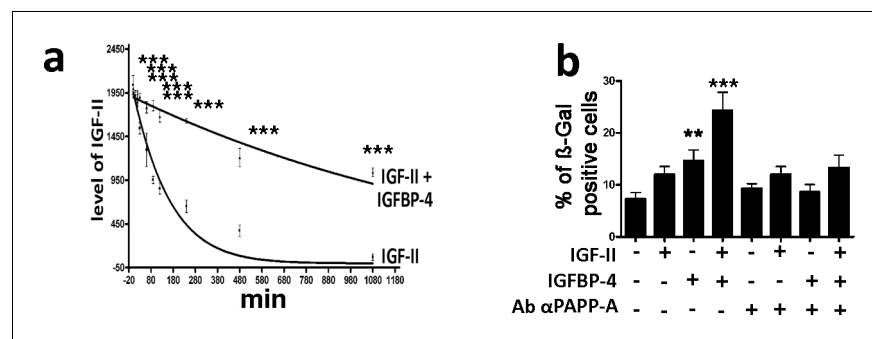 a
level of IGF-II
2450
1950
1450
950
450
-50
***
***
***
***
***
***
***
***
IGF-II +
IGFBP-4
IGF-II
-20 80 180 280 380 480 580 680 780 880 980 1080 1180
min
b
% of ß-Gal
positive cells
30
20
10
0
** ***
IGF-II - + - + - + - +
IGFBP-4 - - + + - - + +
Ab αPAPP-A - - - - + + + +